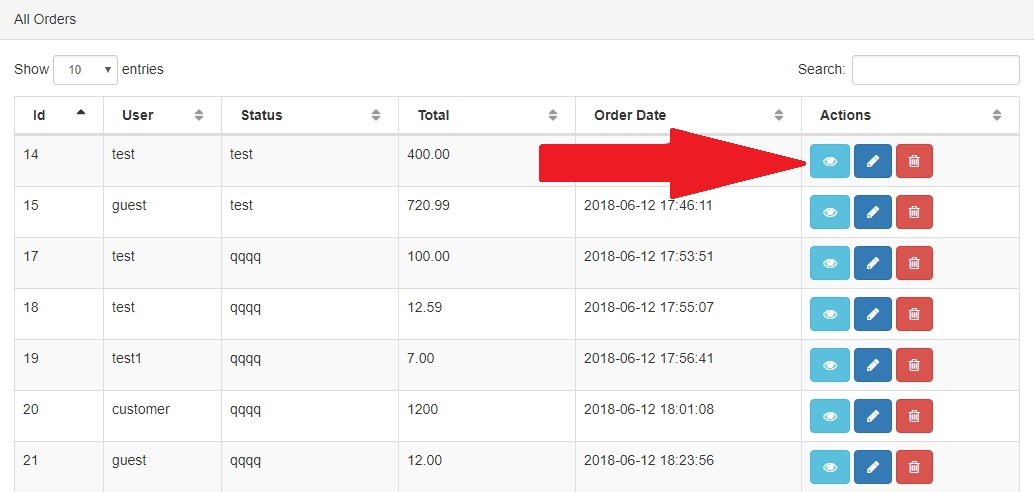 All Orders
Show 10 entries Search:
Id User Status Total Order Date Actions
14 test test 400.00
15 guest test 720.99 2018-06-12 17:46:11
17 test qqqq 100.00 2018-06-12 17:53:51
18 test qqqq 12.59 2018-06-12 17:55:07
19 test1 qqqq 7.00 2018-06-12 17:56:41
20 customer qqqq 1200 2018-06-12 18:01:08
21 guest qqqq 12.00 2018-06-12 18:23:56